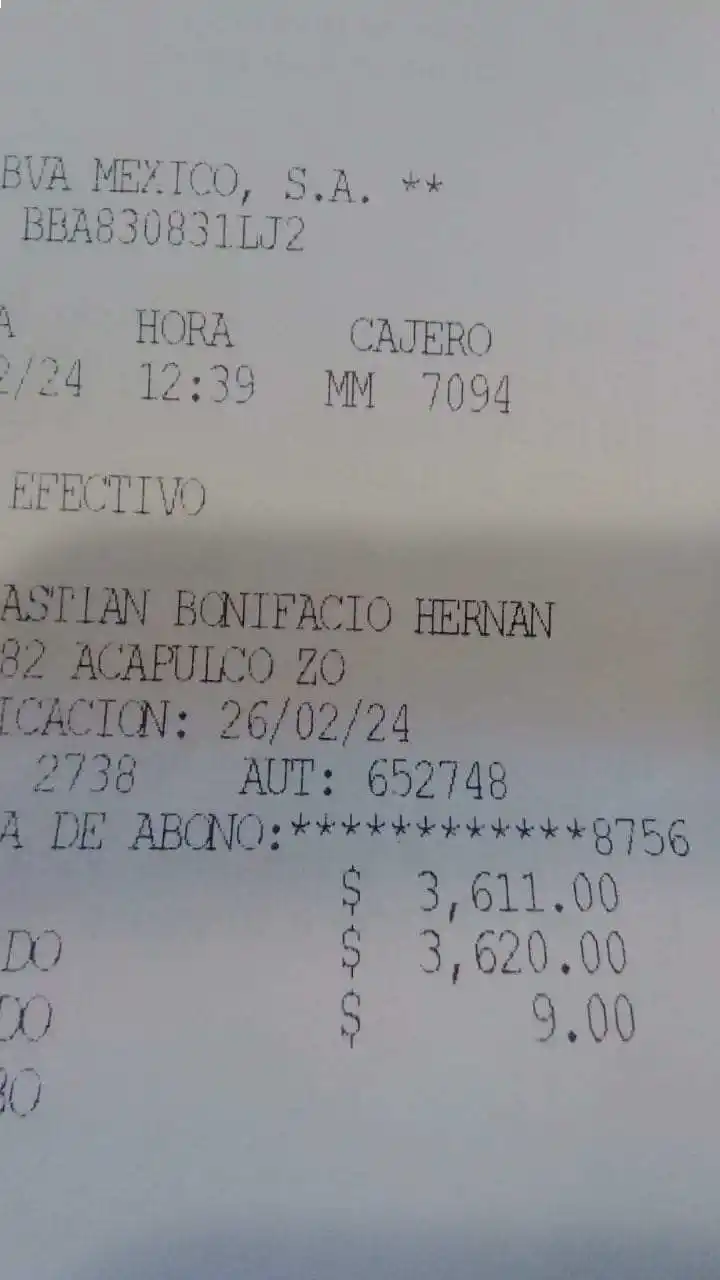 BVA MEXICO, S.A. **
BBA830831LJ2
A HORA CAJERO
2/24 12:39 MM 7094
EFECTIVO
ASTIAN BONIFACIO HERNAN
82 ACAPULCO ZO
ICACION: 26/02/24
2738 AUT: 652748
A DE ABONO:************8756
$ 3,611.00
DO $ 3,620.00
DO $ 9.00
BO